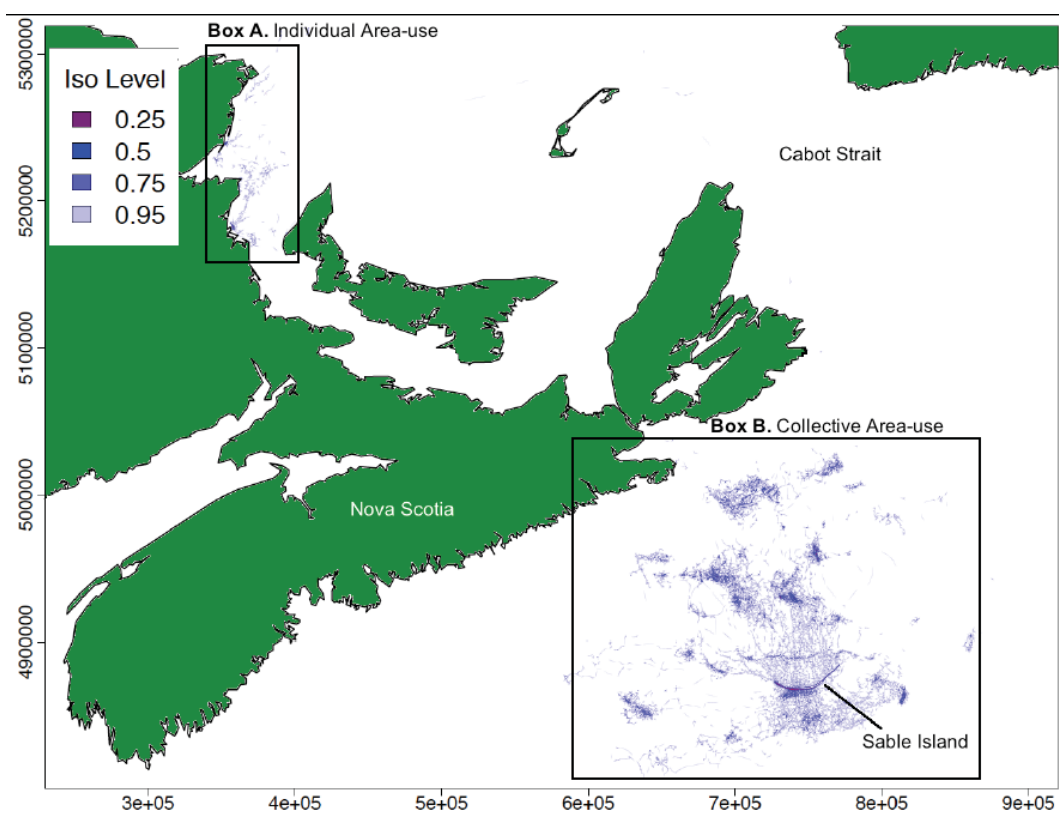 Box A. Individual Area-use
Iso Level
0.25
0.5
0.75
0.95
Cabot Strait
Box B. Collective Area-use
Nova Scotia
Sable Island
5300000
5200000
5100000
5000000
4900000
3e+05 4e+05 5e+05 6e+05 7e+05 8e+05 9e+05